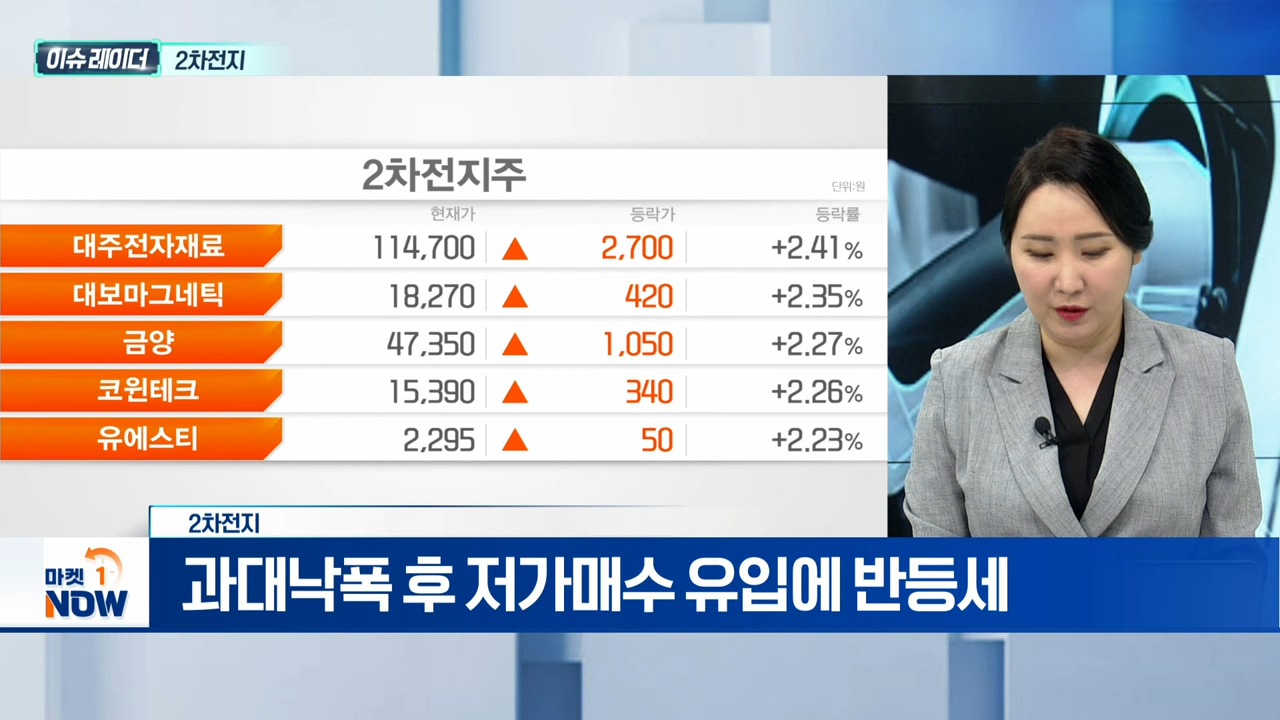 이슈 레이더 2차전지
2차전지주
단위:원
현재가 등락가 등락률
대주전자재료 114,700 ▲ 2,700 +2.41%
대보마그네틱 18,270 ▲ 420 +2.35%
금양 47,350 ▲ 1,050 +2.27%
코윈테크 15,390 ▲ 340 +2.26%
유에스티 2,295 ▲ 50 +2.23%
2차전지
마켓 1
NOW
과대낙폭 후 저가매수 유입에 반등세